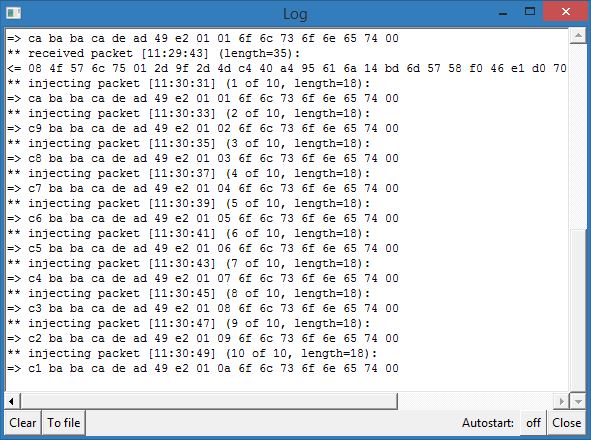 Log
=> ca ba ba ca de ad 49 e2 01 01 6f 6c 73 6f 6e 65 74 00
** received packet [11:29:43] (length=35):
<= 08 4f 57 6c 75 01 2d 9f 2d 4d c4 40 a4 95 61 6a 14 bd 6d 57 58 f0 46 e1 d0 70
** injecting packet [11:30:31] (1 of 10, length=18):
=> ca ba ba ca de ad 49 e2 01 01 6f 6c 73 6f 6e 65 74 00
** injecting packet [11:30:33] (2 of 10, length=18):
=> c9 ba ba ca de ad 49 e2 01 02 6f 6c 73 6f 6e 65 74 00
** injecting packet [11:30:35] (3 of 10, length=18):
=> c8 ba ba ca de ad 49 e2 01 03 6f 6c 73 6f 6e 65 74 00
** injecting packet [11:30:37] (4 of 10, length=18):
=> c7 ba ba ca de ad 49 e2 01 04 6f 6c 73 6f 6e 65 74 00
** injecting packet [11:30:39] (5 of 10, length=18):
=> c6 ba ba ca de ad 49 e2 01 05 6f 6c 73 6f 6e 65 74 00
** injecting packet [11:30:41] (6 of 10, length=18):
=> c5 ba ba ca de ad 49 e2 01 06 6f 6c 73 6f 6e 65 74 00
** injecting packet [11:30:43] (7 of 10, length=18):
=> c4 ba ba ca de ad 49 e2 01 07 6f 6c 73 6f 6e 65 74 00
** injecting packet [11:30:45] (8 of 10, length=18):
=> c3 ba ba ca de ad 49 e2 01 08 6f 6c 73 6f 6e 65 74 00
** injecting packet [11:30:47] (9 of 10, length=18):
=> c2 ba ba ca de ad 49 e2 01 09 6f 6c 73 6f 6e 65 74 00
** injecting packet [11:30:49] (10 of 10, length=18):
=> c1 ba ba ca de ad 49 e2 01 0a 6f 6c 73 6f 6e 65 74 00
Clear To file Autostart: off Close